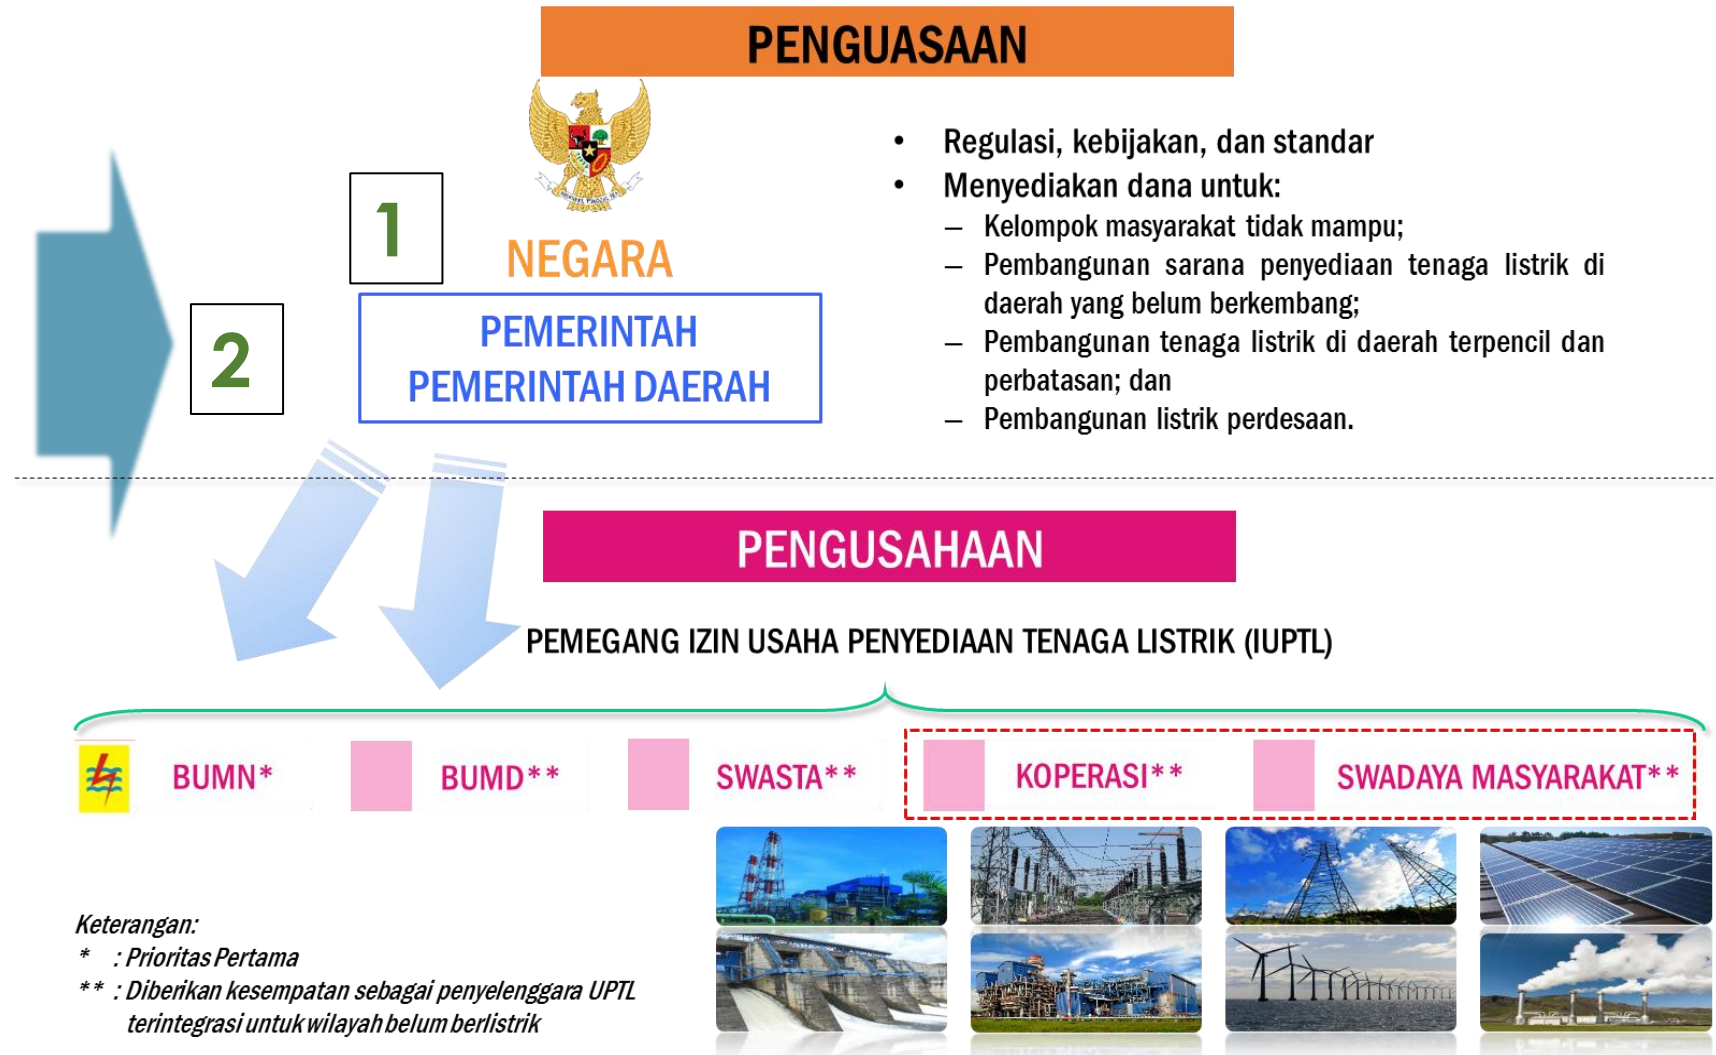 PENGUASAAN
1
NEGARA
2
PEMERINTAH
PEMERINTAH DAERAH
• Regulasi, kebijakan, dan standar
• Menyediakan dana untuk:
– Kelompok masyarakat tidak mampu;
– Pembangunan sarana penyediaan tenaga listrik di
daerah yang belum berkembang;
– Pembangunan tenaga listrik di daerah terpencil dan
perbatasan; dan
– Pembangunan listrik perdesaan.
PENGUSAHAAN
PEMEGANG IZIN USAHA PENYEDIAAN TENAGA LISTRIK (IUPTL)
BUMN*
BUMD**
SWASTA**
KOPERASI**
SWADAYA MASYARAKAT**
Keterangan:
* : Prioritas Pertama
** : Diberikan kesempatan sebagai penyelenggara UPTL
terintegrasi untuk wilayah belum berlistrik